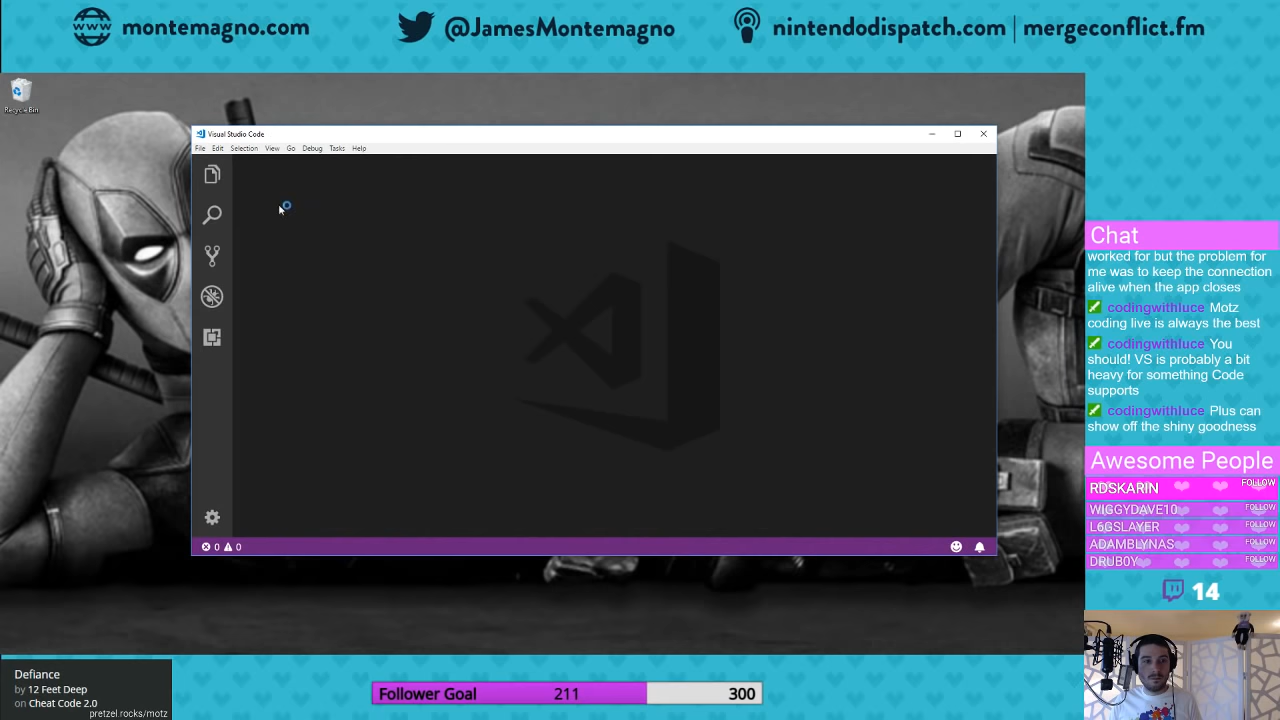 montemagno.com
@JamesMontemagno
nintendodispatch.com | mergeconflict.fm
Recycle Bin
Visual Studio Code
File Edit Selection View Go Debug Tasks Help
0 0
Chat
worked for but the problem for
me was to keep the connection
alive when the app closes
codingwithluce Motz
coding live is always the best
codingwithluce You
should! VS is probably a bit
heavy for something Code
supports
codingwithluce Plus can
show off the shiny goodness
Awesome People
RDSKARIN FOLLOW
WIGGYDAVE10 FOLLOW
L6GSLAYER FOLLOW
ADAMBLYNAS FOLLOW
DRUB0Y FOLLOW
14
Defiance
by 12 Feet Deep
on Cheat Code 2.0
pretzel.rocks/motz
Follower Goal 211 300